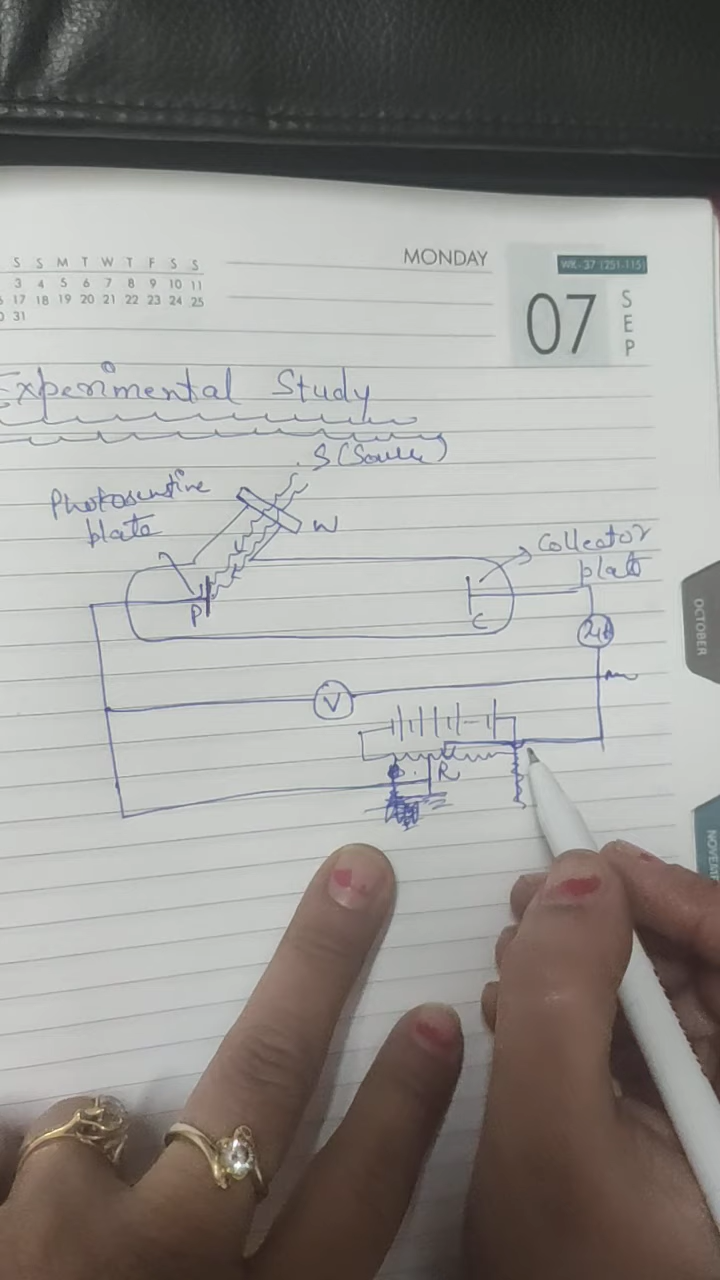 MONDAY
WK - 37 (251-115)
07
SEP
S S M T W T F S S
3 4 5 6 7 8 9 10 11
17 18 19 20 21 22 23 24 25
31
Experimental Study
S (Source)
Photosensitive
plate
W
Collector
plate
P
C
μA
V
R
OCTOBER